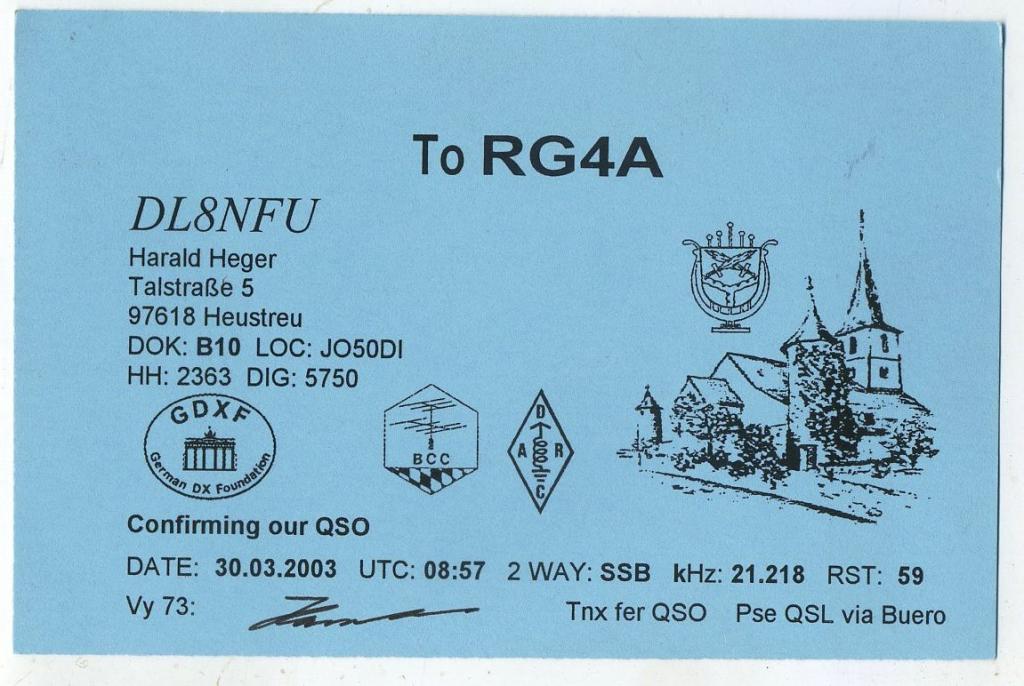 To RG4A
DL8NFU
Harald Heger
Talstraße 5
97618 Heustreu
DOK: B10 LOC: JO50DI
HH: 2363 DIG: 5750
GDXF
German DX Foundation
BCC
DARC
Confirming our QSO
DATE: 30.03.2003 UTC: 08:57 2 WAY: SSB kHz: 21.218 RST: 59
Vy 73:
Tnx fer QSO Pse QSL via Buero